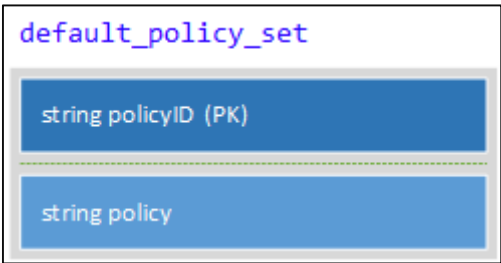 default_policy_set
string policyID (PK)
string policy